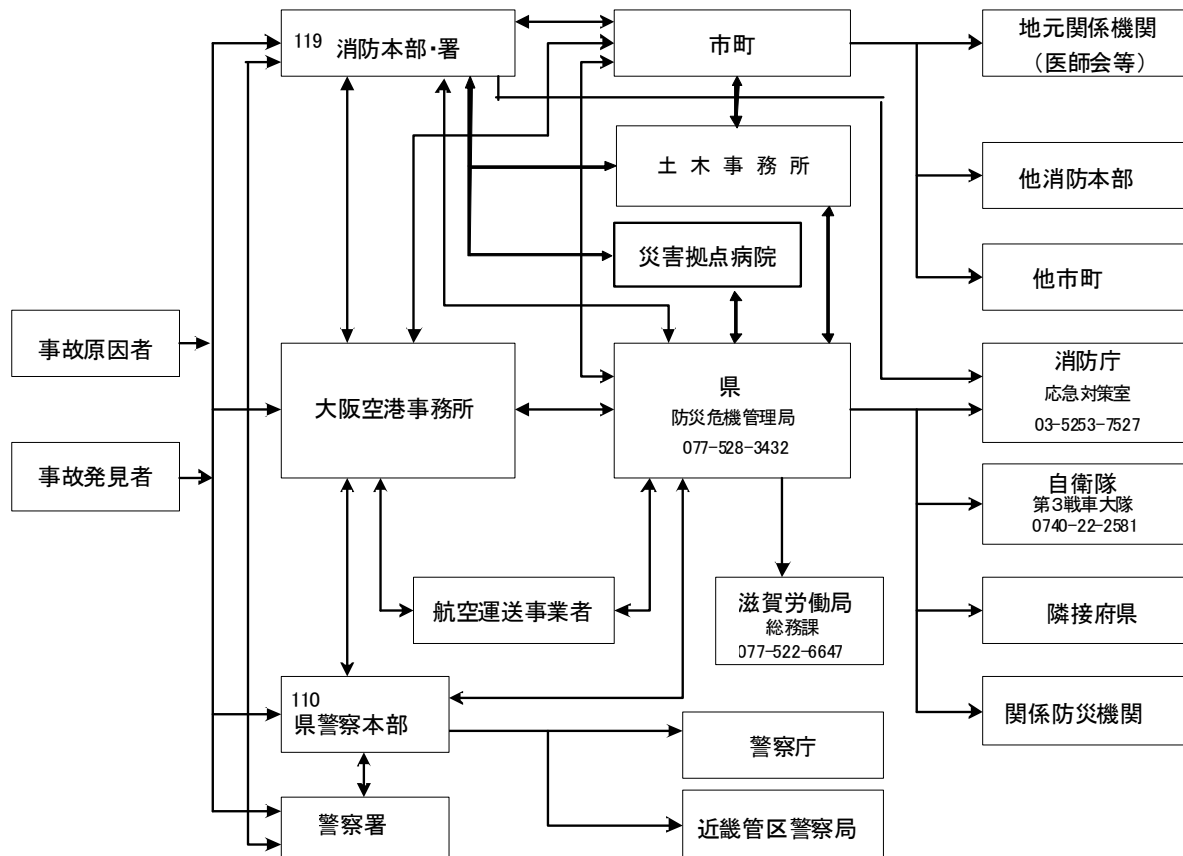 119
消防本部・署
市町
地元関係機関
（医師会等）
土木事務所
他消防本部
災害拠点病院
他市町
事故原因者
大阪空港事務所
県
防災危機管理局
077-528-3432
消防庁
応急対策室
03-5253-7527
事故発見者
自衛隊
第3戦車大隊
0740-22-2581
航空運送事業者
滋賀労働局
総務課
077-522-6647
隣接府県
110
県警察本部
関係防災機関
警察庁
警察署
近畿管区警察局